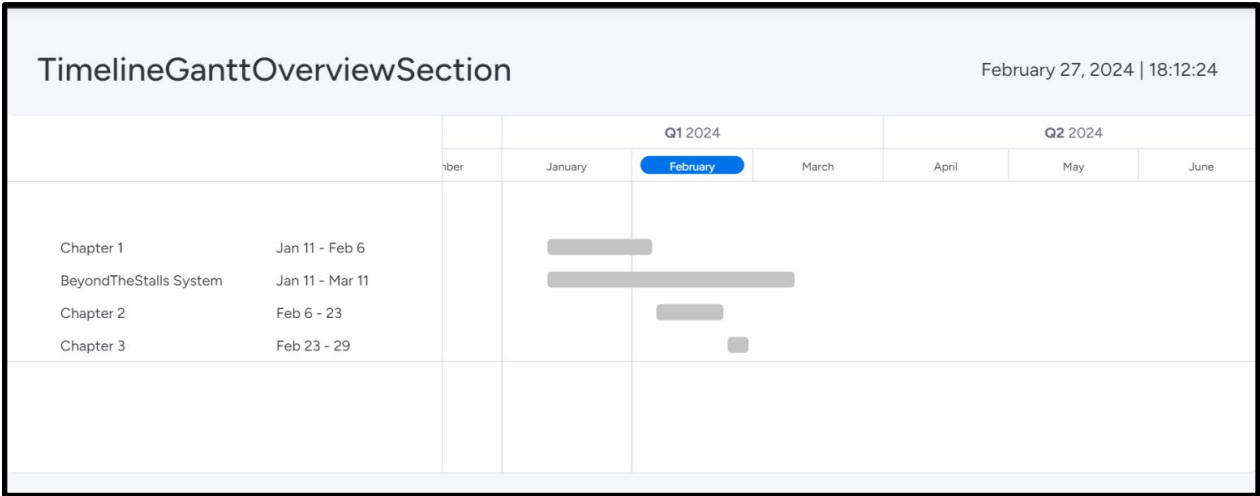 TimelineGanttOverviewSection
February 27, 2024 | 18:12:24
Q1 2024
Q2 2024
nber
January
February
March
April
May
June
Chapter 1
Jan 11 - Feb 6
BeyondTheStalls System
Jan 11 - Mar 11
Chapter 2
Feb 6 - 23
Chapter 3
Feb 23 - 29